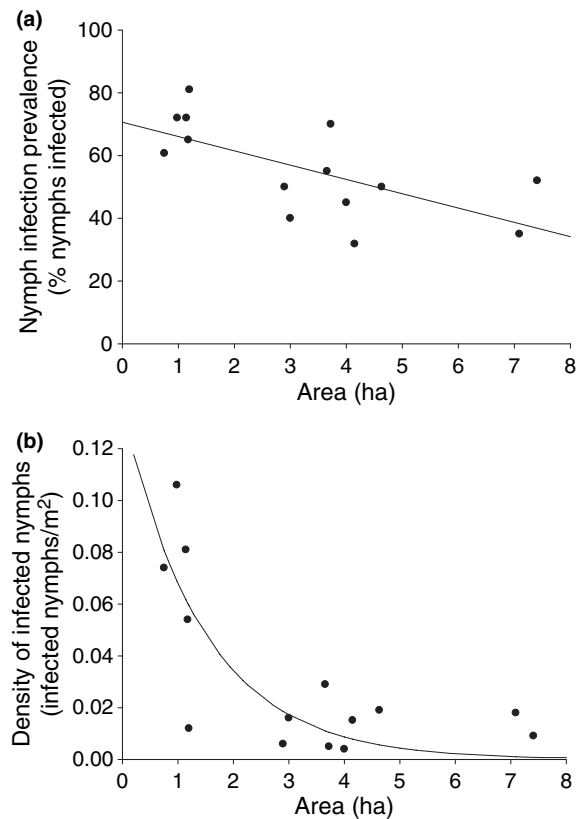 (a)
Nymph infection prevalence
(% nymphs infected)
100
80
60
40
20
0
0 1 2 3 4 5 6 7 8
Area (ha)
(b)
Density of infected nymphs
(infected nymphs/m²)
0.12
0.10
0.08
0.06
0.04
0.02
0.00
0 1 2 3 4 5 6 7 8
Area (ha)